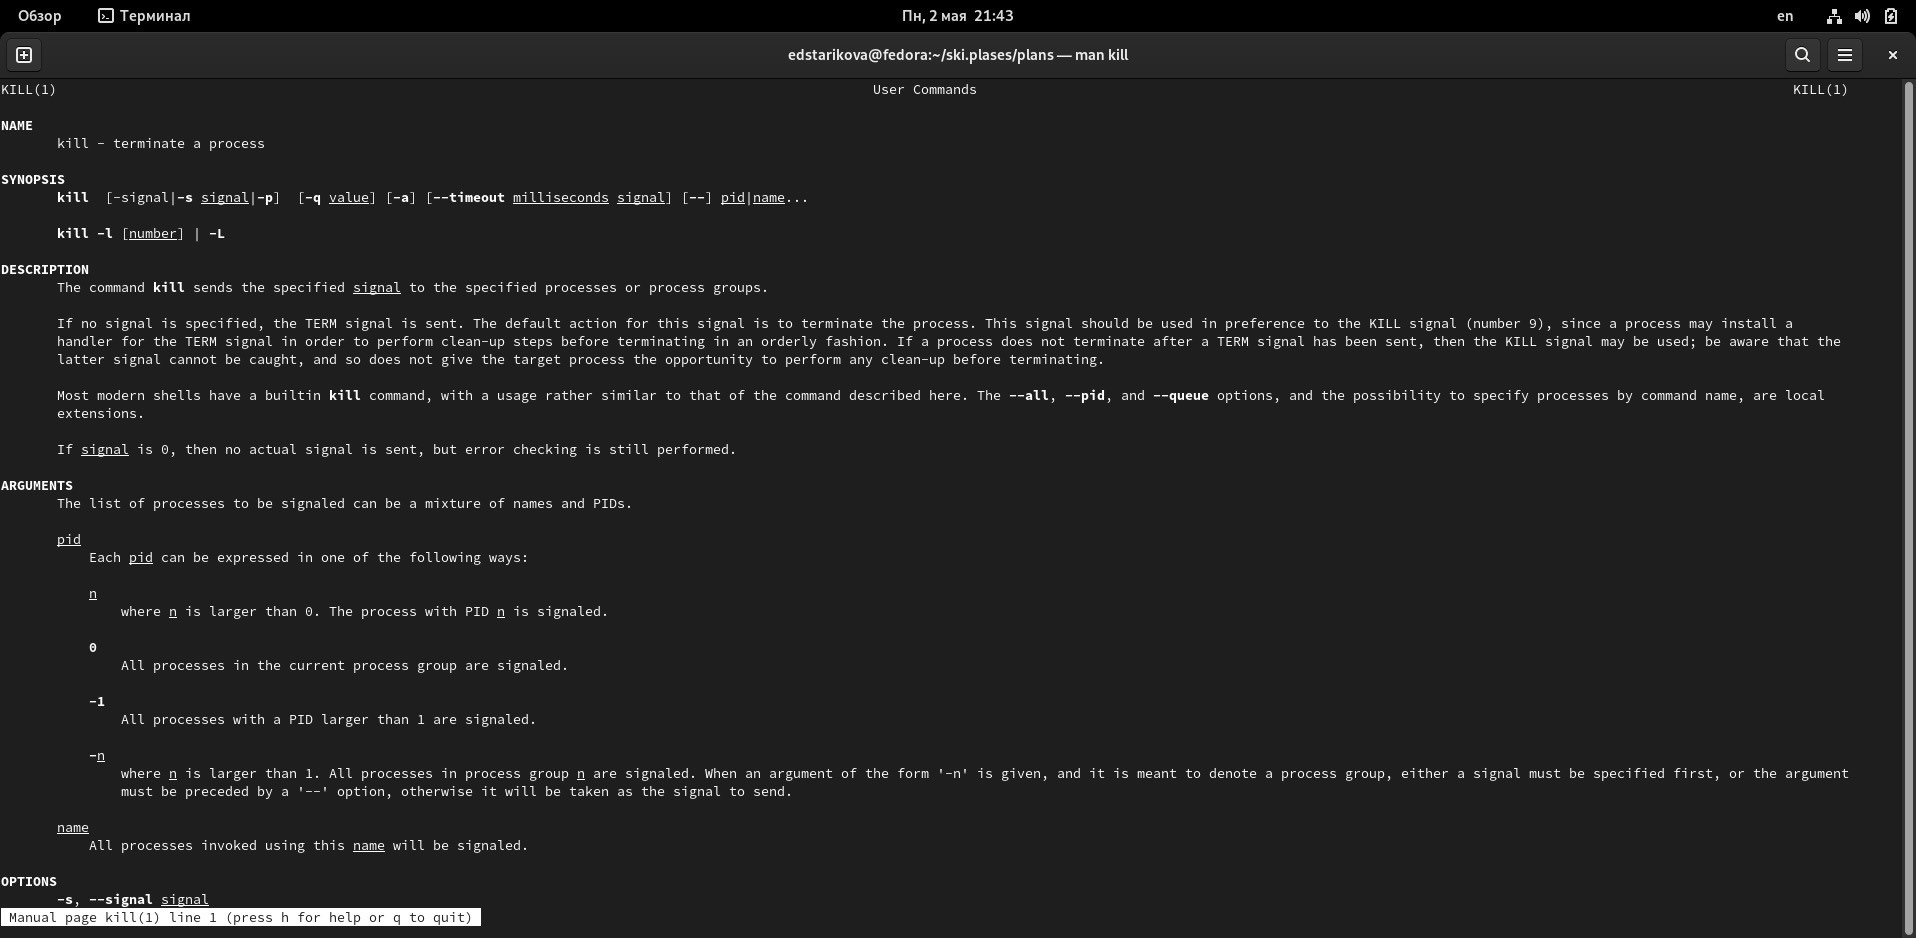 Обзор Терминал Пн, 2 мая 21:43 en
edstarikova@fedora:~/ski.plases/plans — man kill
KILL(1) User Commands KILL(1)
NAME
kill - terminate a process
SYNOPSIS
kill [-signal|-s signal|-p] [-q value] [-a] [--timeout milliseconds signal] [--] pid|name...
kill -l [number] | -L
DESCRIPTION
The command kill sends the specified signal to the specified processes or process groups.
If no signal is specified, the TERM signal is sent. The default action for this signal is to terminate the process. This signal should be used in preference to the KILL signal (number 9), since a process may install a
handler for the TERM signal in order to perform clean-up steps before terminating in an orderly fashion. If a process does not terminate after a TERM signal has been sent, then the KILL signal may be used; be aware that the
latter signal cannot be caught, and so does not give the target process the opportunity to perform any clean-up before terminating.
Most modern shells have a builtin kill command, with a usage rather similar to that of the command described here. The --all, --pid, and --queue options, and the possibility to specify processes by command name, are local
extensions.
If signal is 0, then no actual signal is sent, but error checking is still performed.
ARGUMENTS
The list of processes to be signaled can be a mixture of names and PIDs.
pid
Each pid can be expressed in one of the following ways:
n
where n is larger than 0. The process with PID n is signaled.
0
All processes in the current process group are signaled.
-1
All processes with a PID larger than 1 are signaled.
-n
where n is larger than 1. All processes in process group n are signaled. When an argument of the form '-n' is given, and it is meant to denote a process group, either a signal must be specified first, or the argument
must be preceded by a '--' option, otherwise it will be taken as the signal to send.
name
All processes invoked using this name will be signaled.
OPTIONS
-s, --signal signal
Manual page kill(1) line 1 (press h for help or q to quit)